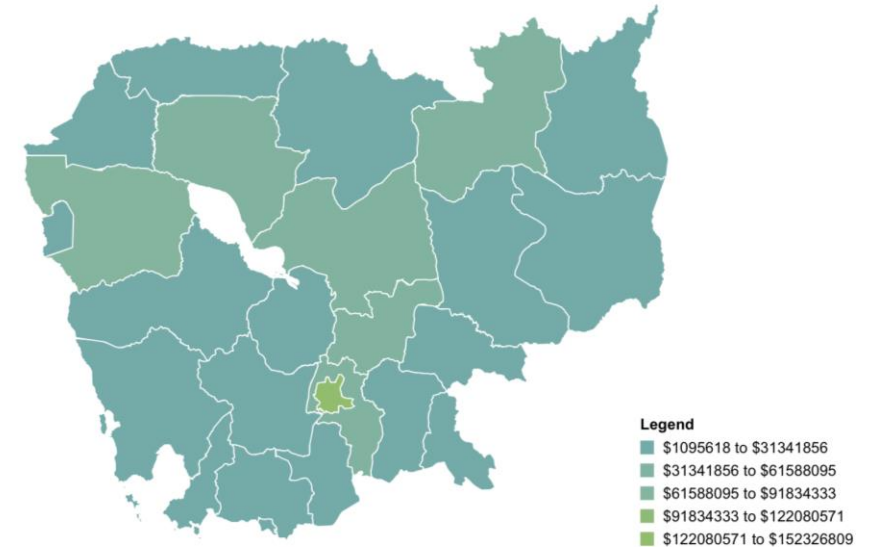 Legend
$1095618 to $31341856
$31341856 to $61588095
$61588095 to $91834333
$91834333 to $122080571
$122080571 to $152326809